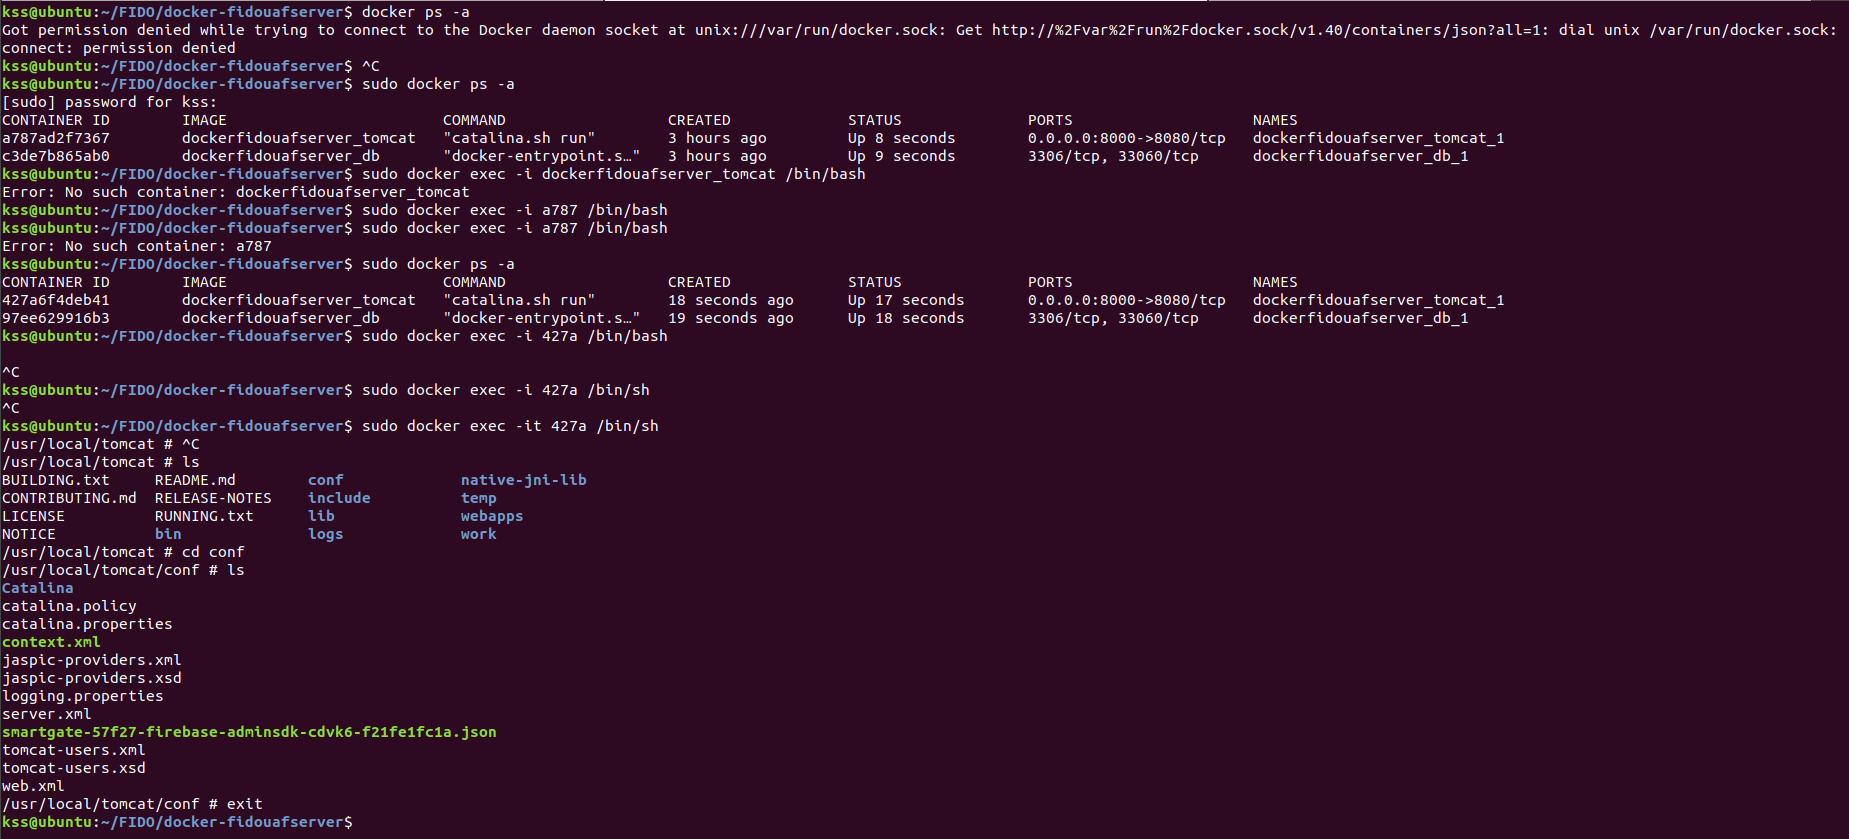 kss@ubuntu:~/FIDO/docker-fidouafserver$ docker ps -a
Got permission denied while trying to connect to the Docker daemon socket at unix:///var/run/docker.sock: Get http://%2Fvar%2Frun%2Fdocker.sock/v1.40/containers/json?all=1: dial unix /var/run/docker.sock:
connect: permission denied
kss@ubuntu:~/FIDO/docker-fidouafserver$ ^C
kss@ubuntu:~/FIDO/docker-fidouafserver$ sudo docker ps -a
[sudo] password for kss:
CONTAINER ID        IMAGE                        COMMAND                  CREATED             STATUS              PORTS                    NAMES
a787ad2f7367        dockerfidouafserver_tomcat   "catalina.sh run"        3 hours ago         Up 8 seconds        0.0.0.0:8000->8080/tcp   dockerfidouafserver_tomcat_1
c3de7b865ab0        dockerfidouafserver_db       "docker-entrypoint.s…"   3 hours ago         Up 9 seconds        3306/tcp, 33060/tcp      dockerfidouafserver_db_1
kss@ubuntu:~/FIDO/docker-fidouafserver$ sudo docker exec -i dockerfidouafserver_tomcat /bin/bash
Error: No such container: dockerfidouafserver_tomcat
kss@ubuntu:~/FIDO/docker-fidouafserver$ sudo docker exec -i a787 /bin/bash
kss@ubuntu:~/FIDO/docker-fidouafserver$ sudo docker exec -i a787 /bin/bash
Error: No such container: a787
kss@ubuntu:~/FIDO/docker-fidouafserver$ sudo docker ps -a
CONTAINER ID        IMAGE                        COMMAND                  CREATED             STATUS              PORTS                    NAMES
427a6f4deb41        dockerfidouafserver_tomcat   "catalina.sh run"        18 seconds ago      Up 17 seconds       0.0.0.0:8000->8080/tcp   dockerfidouafserver_tomcat_1
97ee629916b3        dockerfidouafserver_db       "docker-entrypoint.s…"   19 seconds ago      Up 18 seconds       3306/tcp, 33060/tcp      dockerfidouafserver_db_1
kss@ubuntu:~/FIDO/docker-fidouafserver$ sudo docker exec -i 427a /bin/bash
^C
kss@ubuntu:~/FIDO/docker-fidouafserver$ sudo docker exec -i 427a /bin/sh
^C
kss@ubuntu:~/FIDO/docker-fidouafserver$ sudo docker exec -it 427a /bin/sh
/usr/local/tomcat # ^C
/usr/local/tomcat # ls
BUILDING.txt     README.md        conf             native-jni-lib
CONTRIBUTING.md  RELEASE-NOTES    include          temp
LICENSE          RUNNING.txt      lib              webapps
NOTICE           bin              logs             work
/usr/local/tomcat # cd conf
/usr/local/tomcat/conf # ls
Catalina
catalina.policy
catalina.properties
context.xml
jaspic-providers.xml
jaspic-providers.xsd
logging.properties
server.xml
smartgate-57f27-firebase-adminsdk-cdvk6-f21fe1fc1a.json
tomcat-users.xml
tomcat-users.xsd
web.xml
/usr/local/tomcat/conf # exit
kss@ubuntu:~/FIDO/docker-fidouafserver$